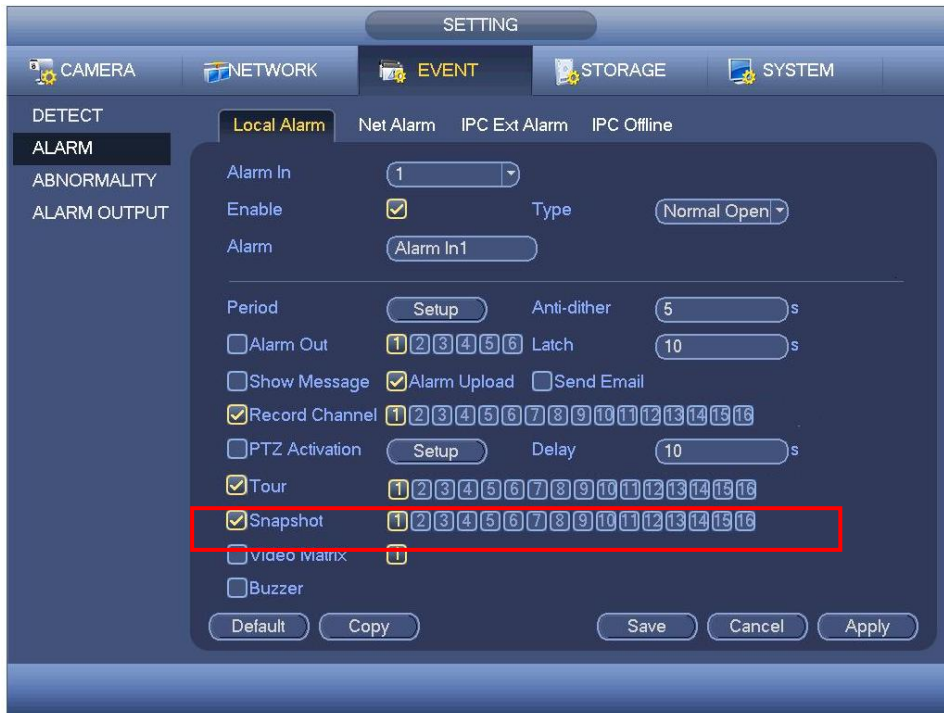 SETTING
CAMERA NETWORK EVENT STORAGE SYSTEM
DETECT
ALARM
ABNORMALITY
ALARM OUTPUT
Local Alarm Net Alarm IPC Ext Alarm IPC Offline
Alarm In 1
Enable Type Normal Open
Alarm Alarm In1
Period Setup Anti-dither 5 s
Alarm Out 1 2 3 4 5 6 Latch 10 s
Show Message Alarm Upload Send Email
Record Channel 1 2 3 4 5 6 7 8 9 10 11 12 13 14 15 16
PTZ Activation Setup Delay 10 s
Tour 1 2 3 4 5 6 7 8 9 10 11 12 13 14 15 16
Snapshot 1 2 3 4 5 6 7 8 9 10 11 12 13 14 15 16
Video Matrix 1
Buzzer
Default Copy Save Cancel Apply